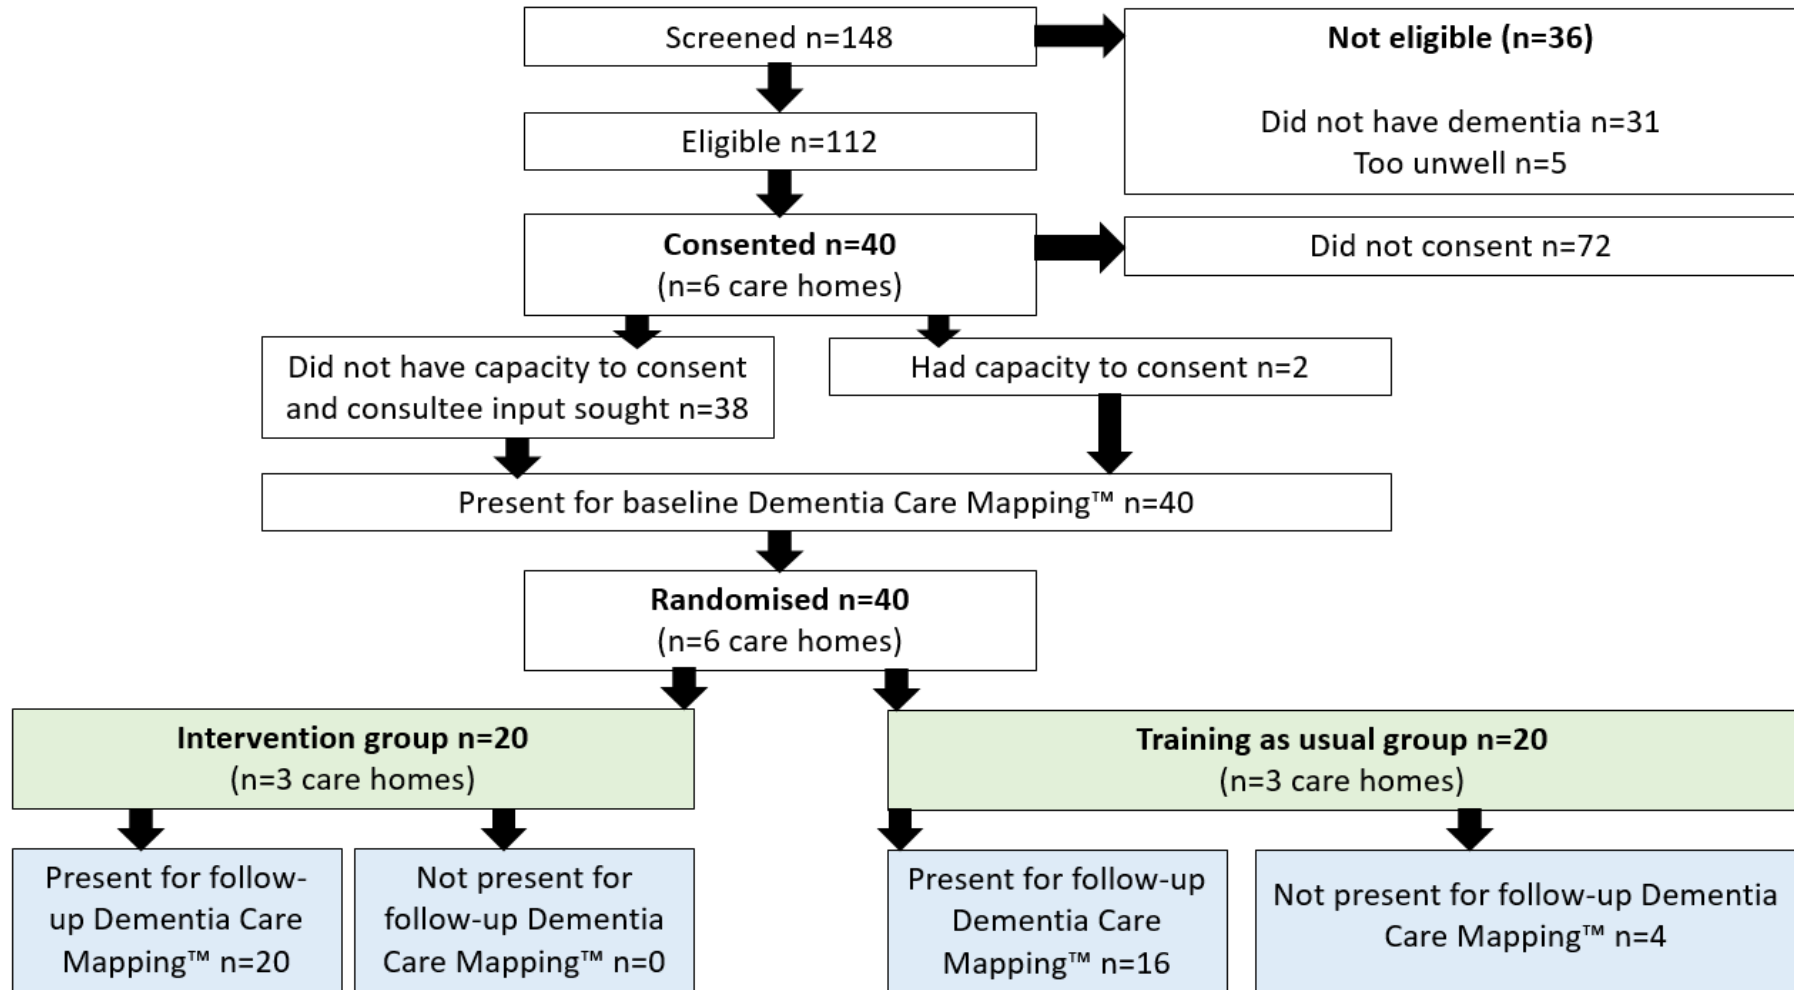 Screened n=148
Not eligible (n=36)
Did not have dementia n=31
Too unwell n=5
Eligible n=112
Consented n=40
(n=6 care homes)
Did not consent n=72
Did not have capacity to consent
and consultee input sought n=38
Had capacity to consent n=2
Present for baseline Dementia Care Mapping™ n=40
Randomised n=40
(n=6 care homes)
Intervention group n=20
(n=3 care homes)
Training as usual group n=20
(n=3 care homes)
Present for follow-
up Dementia Care
Mapping™ n=20
Not present for
follow-up Dementia
Care Mapping™ n=0
Present for follow-up
Dementia Care
Mapping™ n=16
Not present for follow-up Dementia
Care Mapping™ n=4